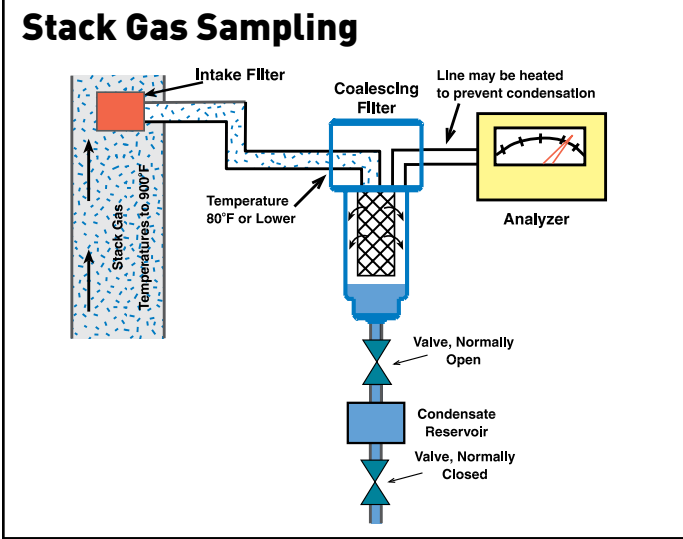 Stack Gas Sampling
Intake Filter
Coalescing
Filter
Line may be heated
to prevent condensation
Temperature
80°F or Lower
Analyzer
Stack Gas
Temperatures to 900°F
Valve, Normally
Open
Condensate
Reservoir
Valve, Normally
Closed